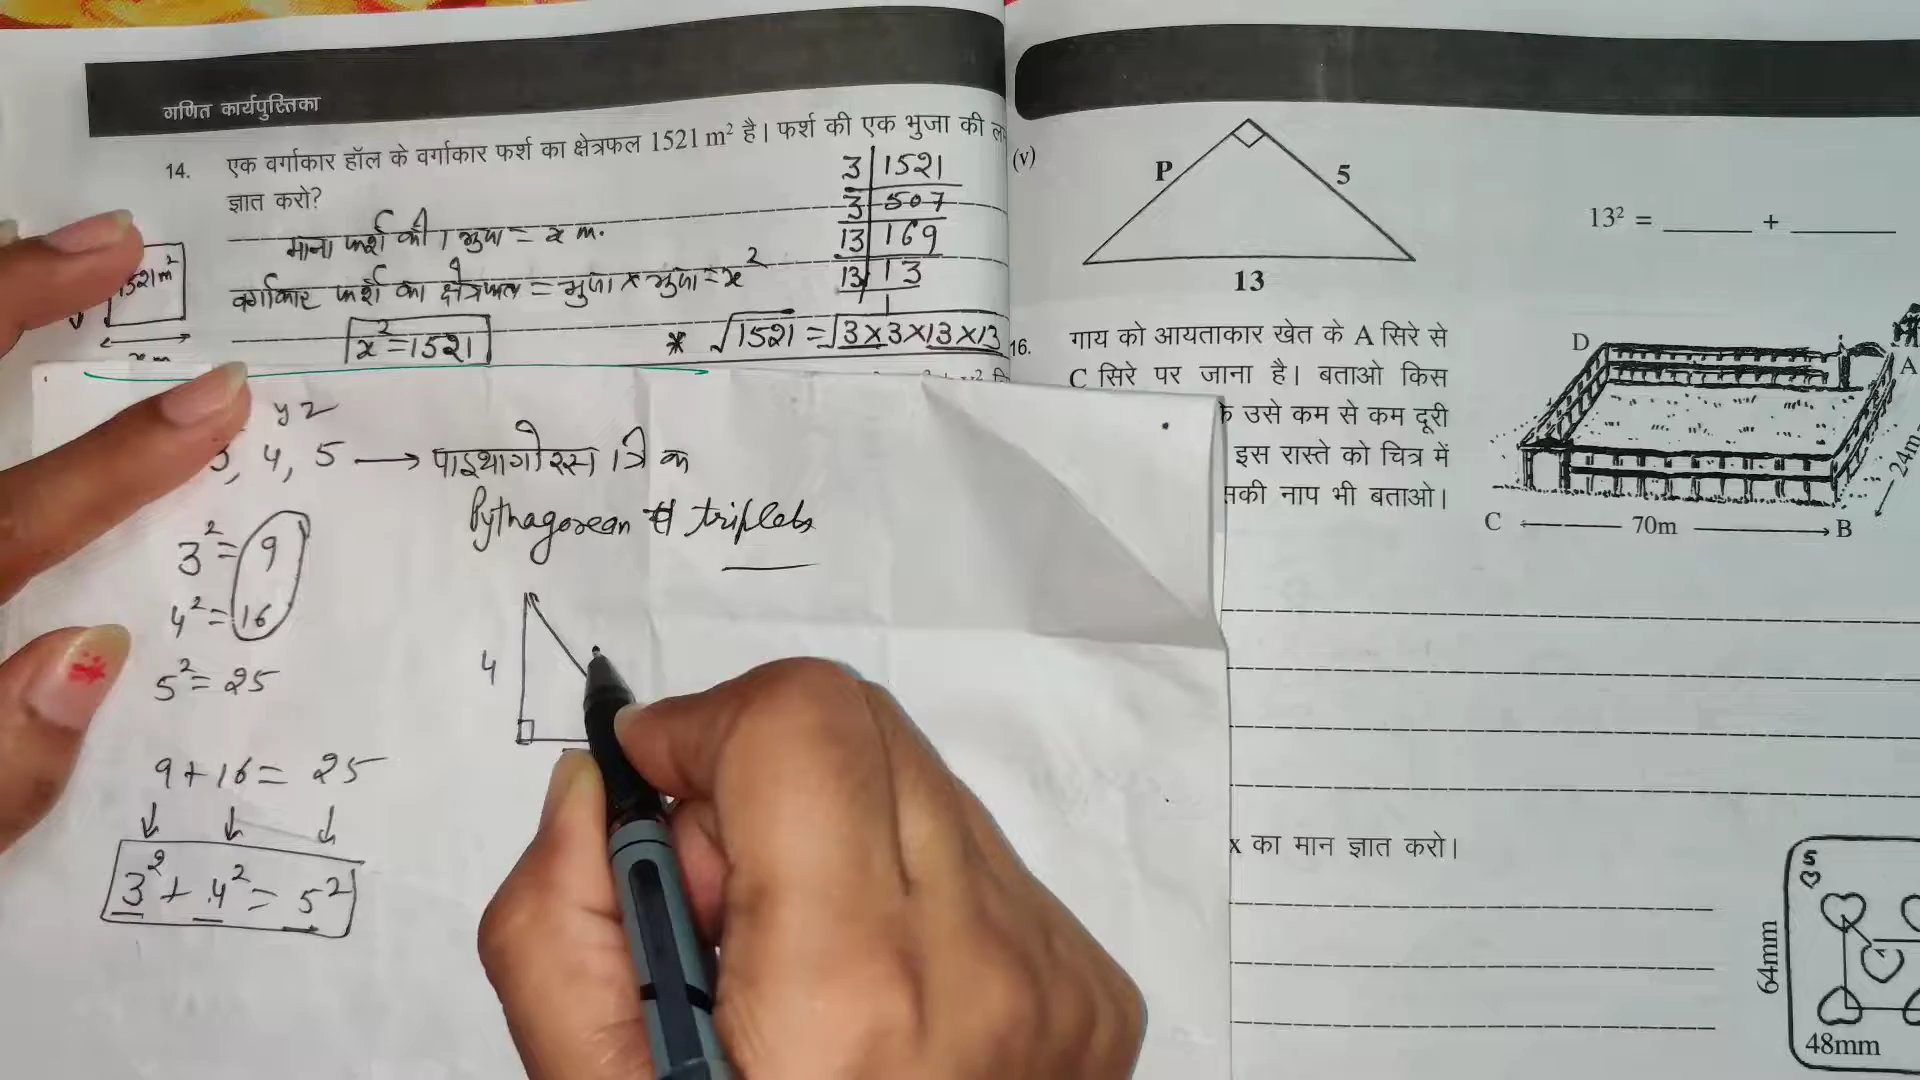 गणित कार्यपुस्तिका
14. एक वर्गाकार हॉल के वर्गाकार फर्श का क्षेत्रफल 1521 m² है। फर्श की एक भुजा की
ज्ञात करो?
माना फर्श की 1 भुजा = x m.
वर्गाकार फर्श का क्षेत्रफल = भुजा × भुजा = x²
x² = 1521
3 | 1521
3 | 507
13 | 169
13 | 13
1
* √1521 = √3×3×13×13
1521 m²
x m
y z
3, 4, 5 → पाइथागोरस त्रिक
Pythagorean triplets
3² = 9
4² = 16
5² = 25
9 + 16 = 25
3² + 4² = 5²
4
(v)
P
5
13
13² = ______ + ______
16. गाय को आयताकार खेत के A सिरे से
C सिरे पर जाना है। बताओ किस
उसे कम से कम दूरी
इस रास्ते को चित्र में
नाप भी बताओ।
D
A
24m
C
70m
B
x का मान ज्ञात करो।
5
64mm
48mm